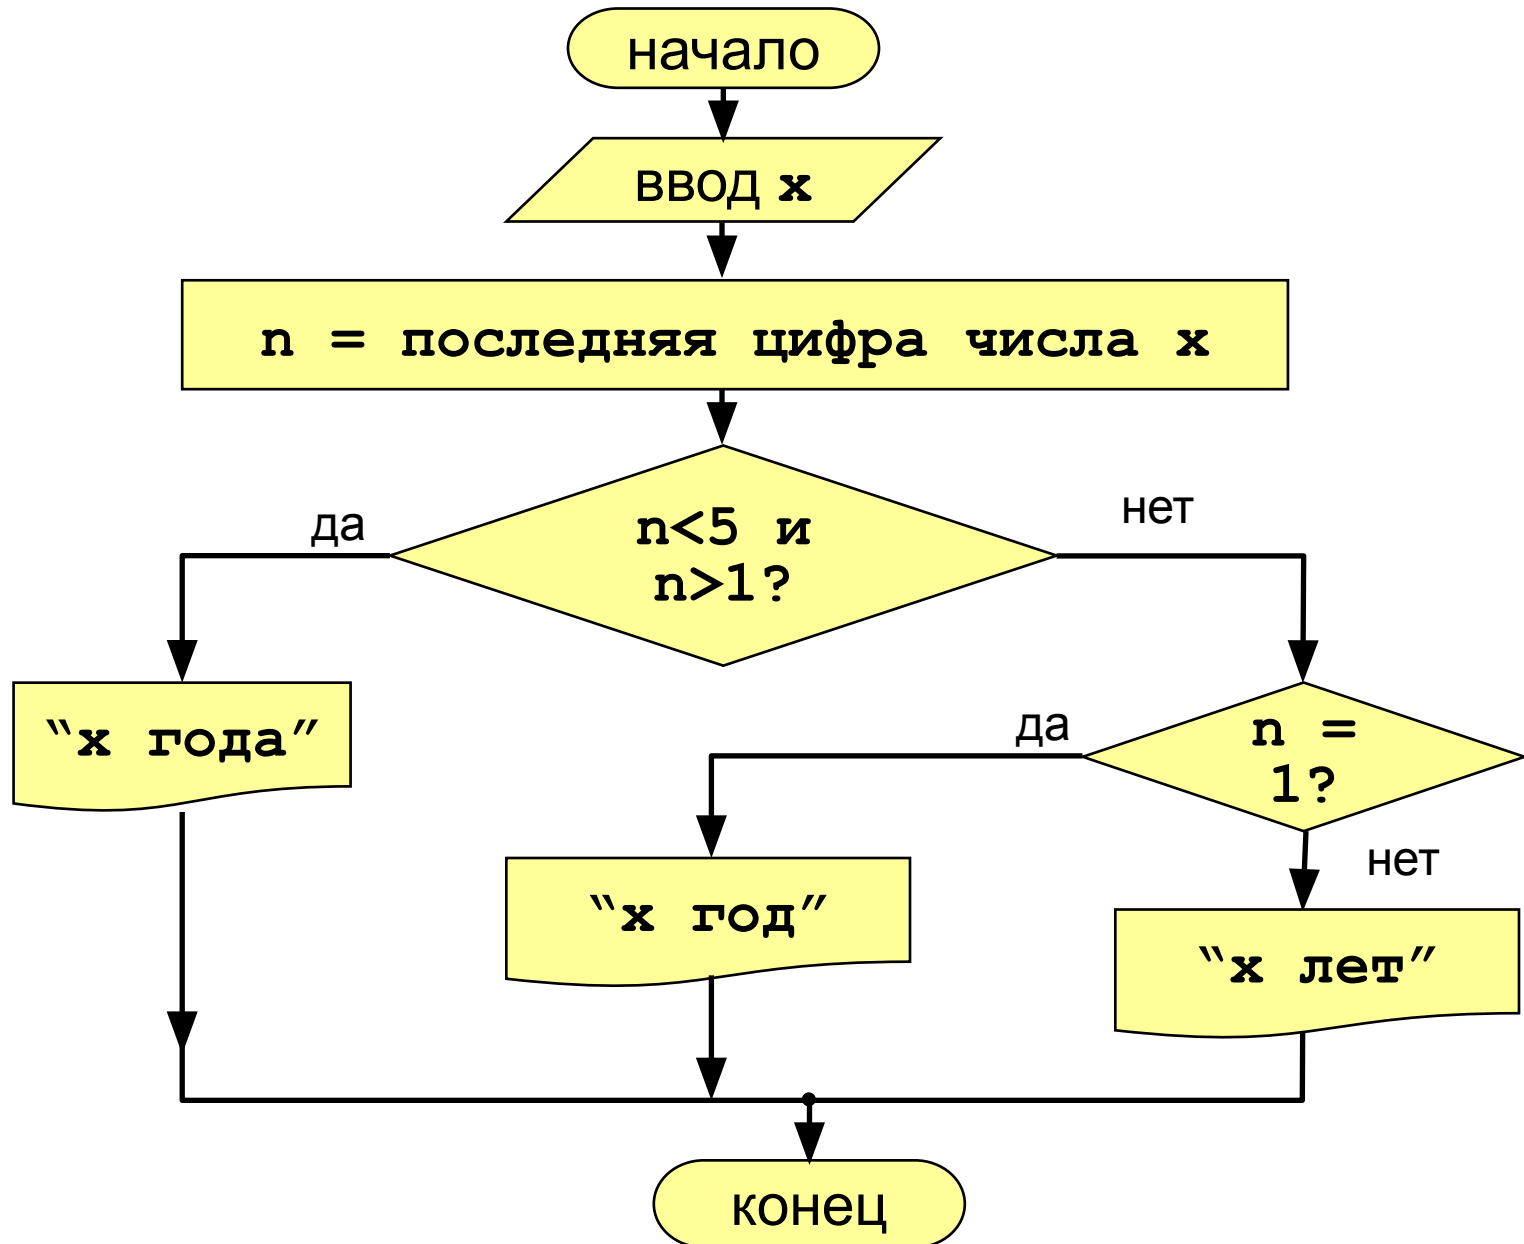 начало
ввод x
n = последняя цифра числа x
да
n<5 и
n>1?
нет
“x года”
да
n =
1?
“x год”
нет
“x лет”
конец